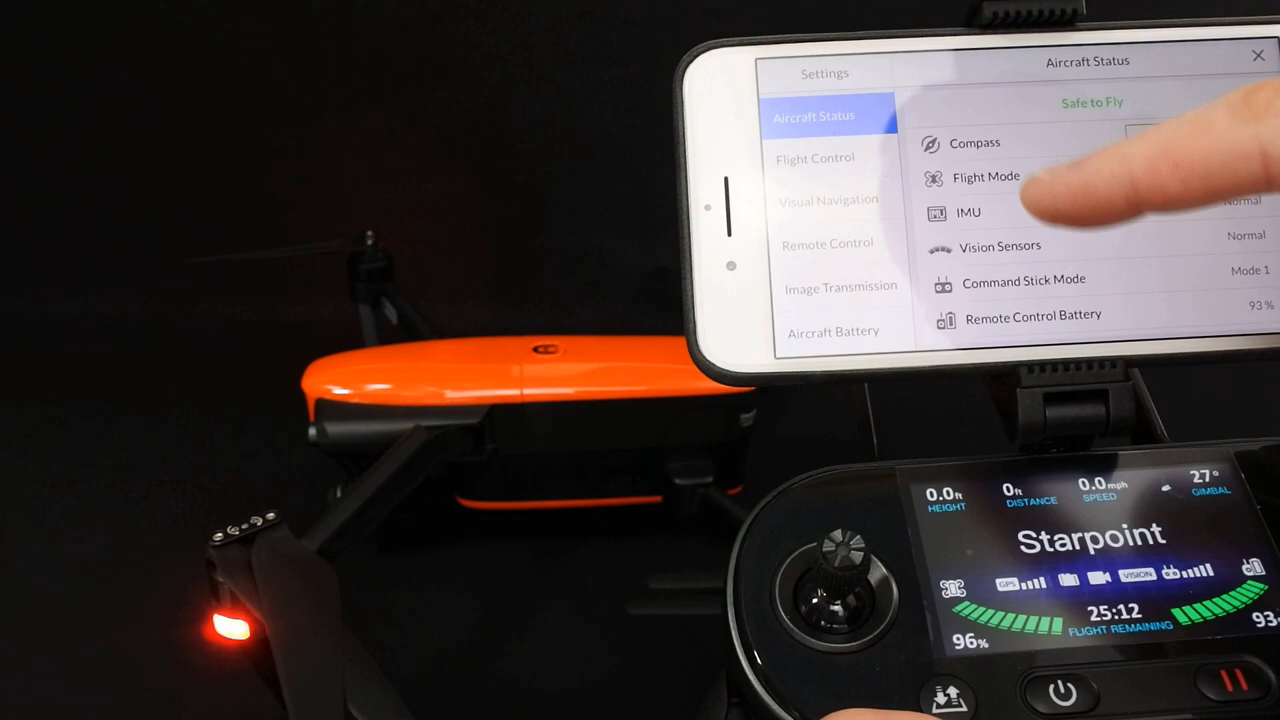 Settings
Aircraft Status
Flight Control
Visual Navigation
Remote Control
Image Transmission
Aircraft Battery
Aircraft Status
Safe to Fly
Compass
Flight Mode
IMU
Normal
Vision Sensors
Normal
Command Stick Mode
Mode 1
Remote Control Battery
93%
0.0ft
HEIGHT
0ft
DISTANCE
0.0mph
SPEED
27°
GIMBAL
Starpoint
GPS
VISION
25:12
FLIGHT REMAINING
96%
93